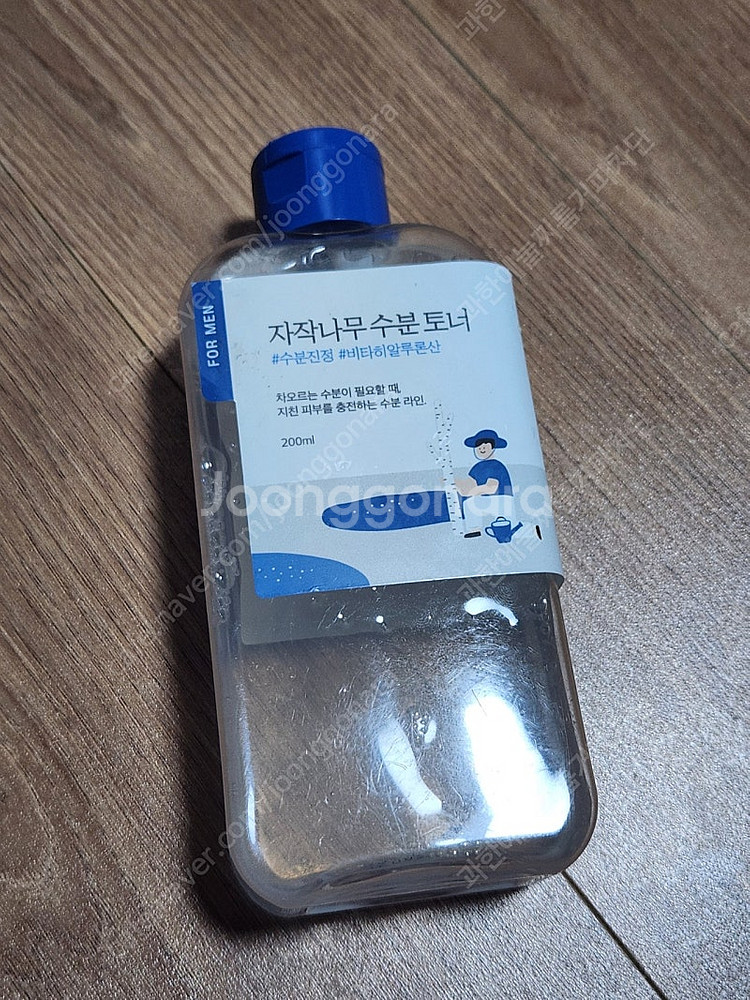 FOR MEN
자작나무 수분 토너
#수분진정 #비타히알루론산
차오르는 수분이 필요할 때,
지친 피부를 충전하는 수분 라인.
200ml
Joonggonara